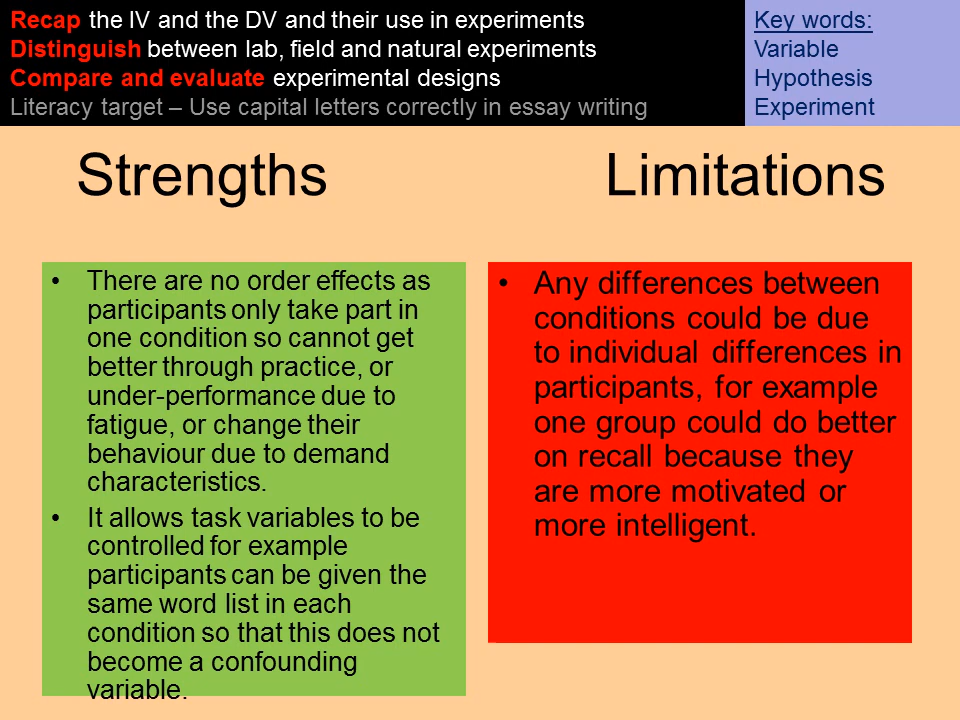 Recap the IV and the DV and their use in experiments
Distinguish between lab, field and natural experiments
Compare and evaluate experimental designs
Literacy target – Use capital letters correctly in essay writing
Key words:
Variable
Hypothesis
Experiment
Strengths
Limitations
• There are no order effects as
participants only take part in
one condition so cannot get
better through practice, or
under-performance due to
fatigue, or change their
behaviour due to demand
characteristics.
• It allows task variables to be
controlled for example
participants can be given the
same word list in each
condition so that this does not
become a confounding
variable.
• Any differences between
conditions could be due
to individual differences in
participants, for example
one group could do better
on recall because they
are more motivated or
more intelligent.